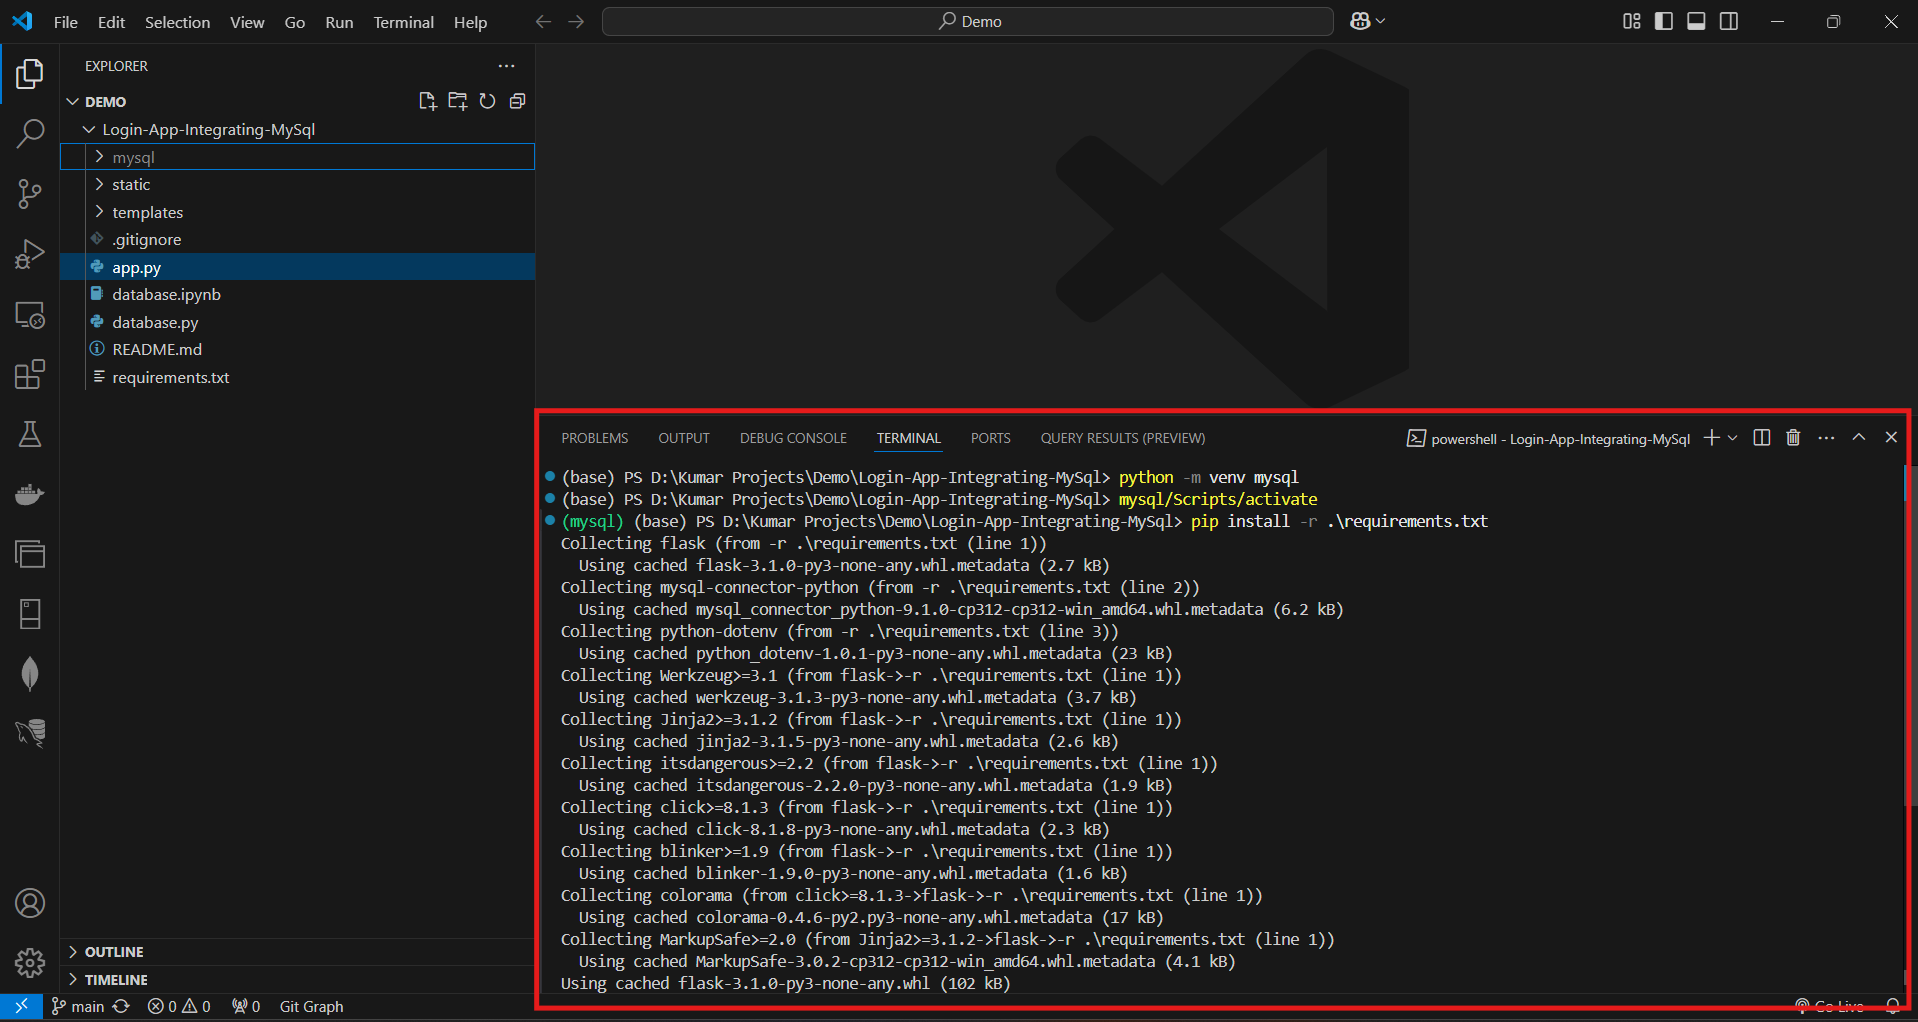 File Edit Selection View Go Run Terminal Help
Demo
EXPLORER
DEMO
Login-App-Integrating-MySql
mysql
static
templates
.gitignore
app.py
database.ipynb
database.py
README.md
requirements.txt
OUTLINE
TIMELINE
PROBLEMS OUTPUT DEBUG CONSOLE TERMINAL PORTS QUERY RESULTS (PREVIEW)
powershell - Login-App-Integrating-MySql
(base) PS D:\Kumar Projects\Demo\Login-App-Integrating-MySql> python -m venv mysql
(base) PS D:\Kumar Projects\Demo\Login-App-Integrating-MySql> mysql/Scripts/activate
(mysql) (base) PS D:\Kumar Projects\Demo\Login-App-Integrating-MySql> pip install -r .\requirements.txt
Collecting flask (from -r .\requirements.txt (line 1))
Using cached flask-3.1.0-py3-none-any.whl.metadata (2.7 kB)
Collecting mysql-connector-python (from -r .\requirements.txt (line 2))
Using cached mysql_connector_python-9.1.0-cp312-cp312-win_amd64.whl.metadata (6.2 kB)
Collecting python-dotenv (from -r .\requirements.txt (line 3))
Using cached python_dotenv-1.0.1-py3-none-any.whl.metadata (23 kB)
Collecting Werkzeug>=3.1 (from flask->-r .\requirements.txt (line 1))
Using cached werkzeug-3.1.3-py3-none-any.whl.metadata (3.7 kB)
Collecting Jinja2>=3.1.2 (from flask->-r .\requirements.txt (line 1))
Using cached jinja2-3.1.5-py3-none-any.whl.metadata (2.6 kB)
Collecting itsdangerous>=2.2 (from flask->-r .\requirements.txt (line 1))
Using cached itsdangerous-2.2.0-py3-none-any.whl.metadata (1.9 kB)
Collecting click>=8.1.3 (from flask->-r .\requirements.txt (line 1))
Using cached click-8.1.8-py3-none-any.whl.metadata (2.3 kB)
Collecting blinker>=1.9 (from flask->-r .\requirements.txt (line 1))
Using cached blinker-1.9.0-py3-none-any.whl.metadata (1.6 kB)
Collecting colorama (from click>=8.1.3->flask->-r .\requirements.txt (line 1))
Using cached colorama-0.4.6-py2.py3-none-any.whl.metadata (17 kB)
Collecting MarkupSafe>=2.0 (from Jinja2>=3.1.2->flask->-r .\requirements.txt (line 1))
Using cached MarkupSafe-3.0.2-cp312-cp312-win_amd64.whl.metadata (4.1 kB)
Using cached flask-3.1.0-py3-none-any.whl (102 kB)
main 0 0 0 Git Graph Go Live